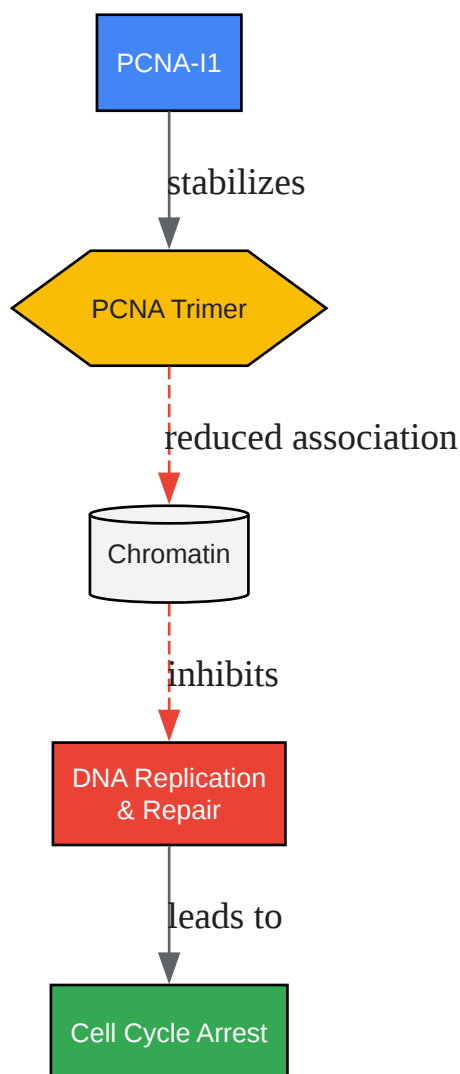 PCNA-I1
stabilizes
PCNA Trimer
reduced association
Chromatin
inhibits
DNA Replication
& Repair
leads to
Cell Cycle Arrest